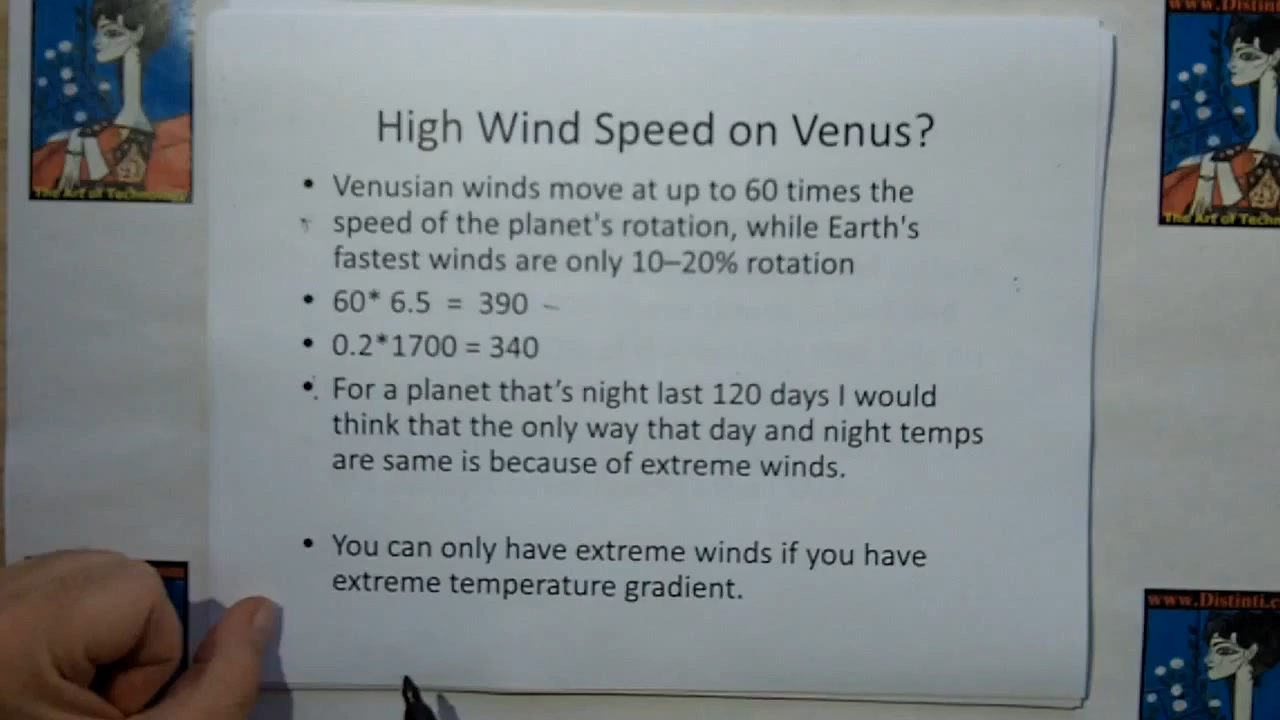 www.Distinti
High Wind Speed on Venus?
• Venusian winds move at up to 60 times the
speed of the planet's rotation, while Earth's
fastest winds are only 10–20% rotation
• 60* 6.5 = 390
• 0.2*1700 = 340
• For a planet that's night last 120 days I would
think that the only way that day and night temps
are same is because of extreme winds.
• You can only have extreme winds if you have
extreme temperature gradient.
The Art of
The Art of Techn
www.Distinti.c